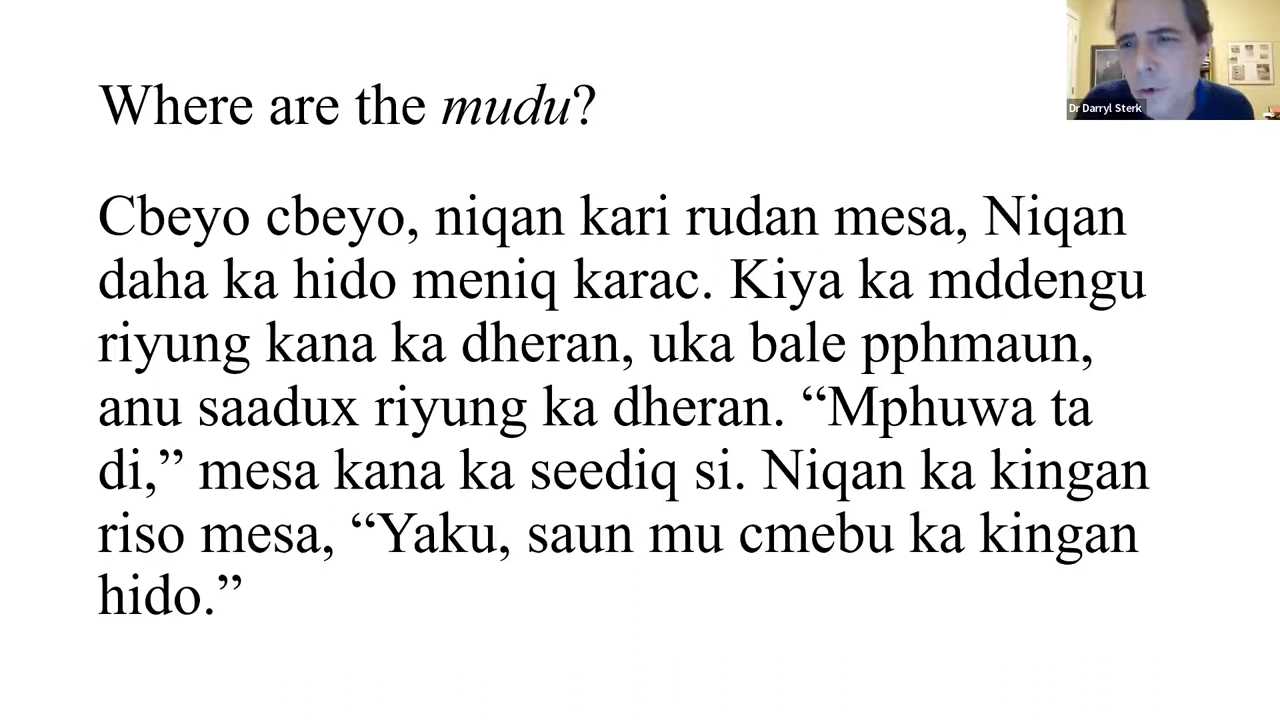 Where are the mudu?
Cbeyo cbeyo, niqan kari rudan mesa, Niqan
daha ka hido meniq karac. Kiya ka mddengu
riyung kana ka dheran, uka bale pphmaun,
anu saadux riyung ka dheran. “Mphuwa ta
di,” mesa kana ka seediq si. Niqan ka kingan
riso mesa, “Yaku, saun mu cmebu ka kingan
hido.”
Dr Darryl Sterk